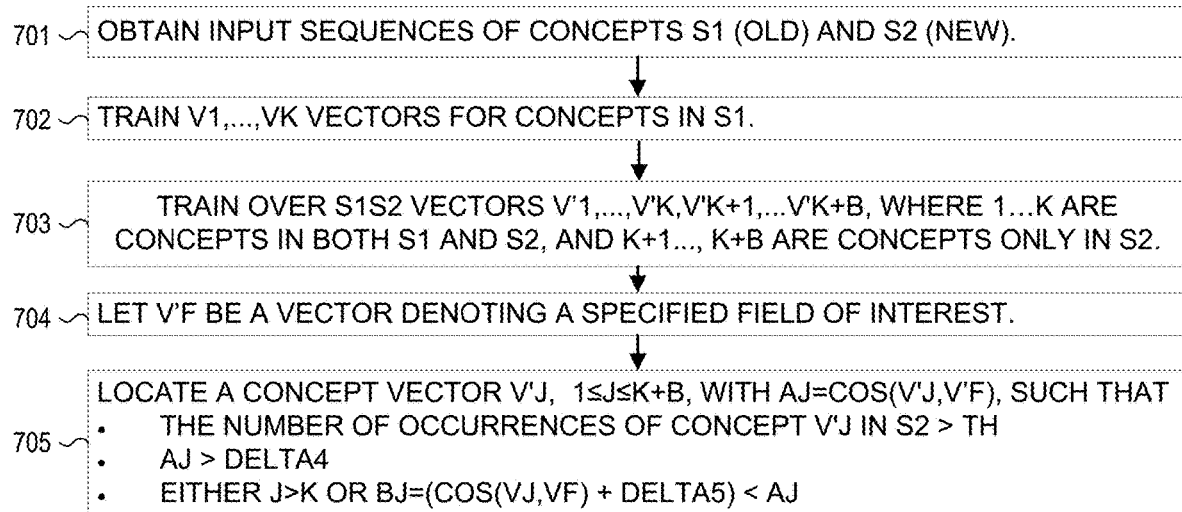 701 OBTAIN INPUT SEQUENCES OF CONCEPTS S1 (OLD) AND S2 (NEW).
702 TRAIN V1,...,VK VECTORS FOR CONCEPTS IN S1.
703 TRAIN OVER S1S2 VECTORS V'1,...,V'K,V'K+1,...V'K+B, WHERE 1...K ARE
CONCEPTS IN BOTH S1 AND S2, AND K+1..., K+B ARE CONCEPTS ONLY IN S2.
704 LET V'F BE A VECTOR DENOTING A SPECIFIED FIELD OF INTEREST.
705 LOCATE A CONCEPT VECTOR V'J, 1≤J≤K+B, WITH AJ=COS(V'J,V'F), SUCH THAT
• THE NUMBER OF OCCURRENCES OF CONCEPT V'J IN S2 > TH
• AJ > DELTA4
• EITHER J>K OR BJ=(COS(VJ,VF) + DELTA5) < AJ